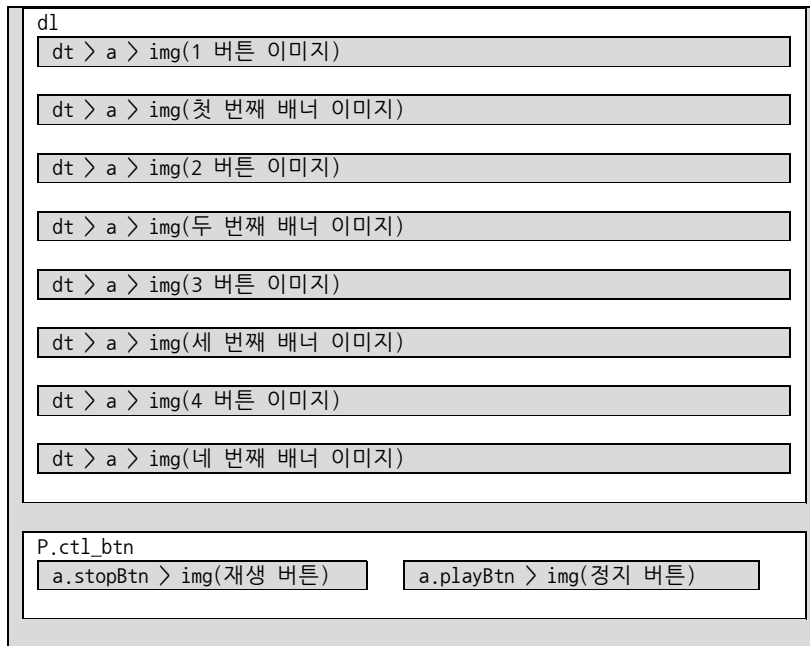 dl
dt > a > img(1 버튼 이미지)
dt > a > img(첫 번째 배너 이미지)
dt > a > img(2 버튼 이미지)
dt > a > img(두 번째 배너 이미지)
dt > a > img(3 버튼 이미지)
dt > a > img(세 번째 배너 이미지)
dt > a > img(4 버튼 이미지)
dt > a > img(네 번째 배너 이미지)
P.ctl_btn
a.stopBtn > img(재생 버튼) a.playBtn > img(정지 버튼)